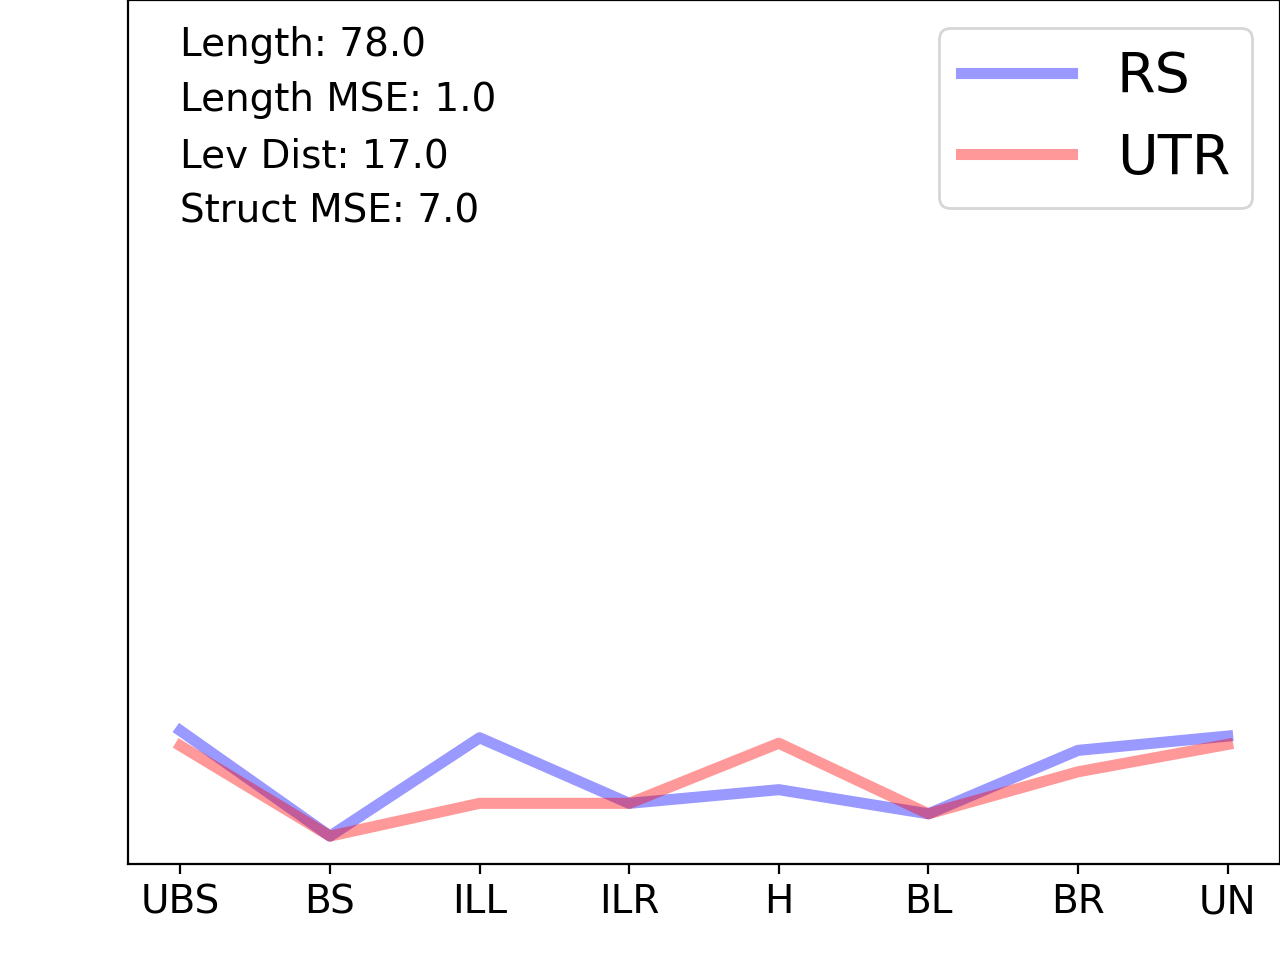 Length: 78.0
Length MSE: 1.0
Lev Dist: 17.0
Struct MSE: 7.0
RS
UTR
UBS BS ILL ILR H BL BR UN